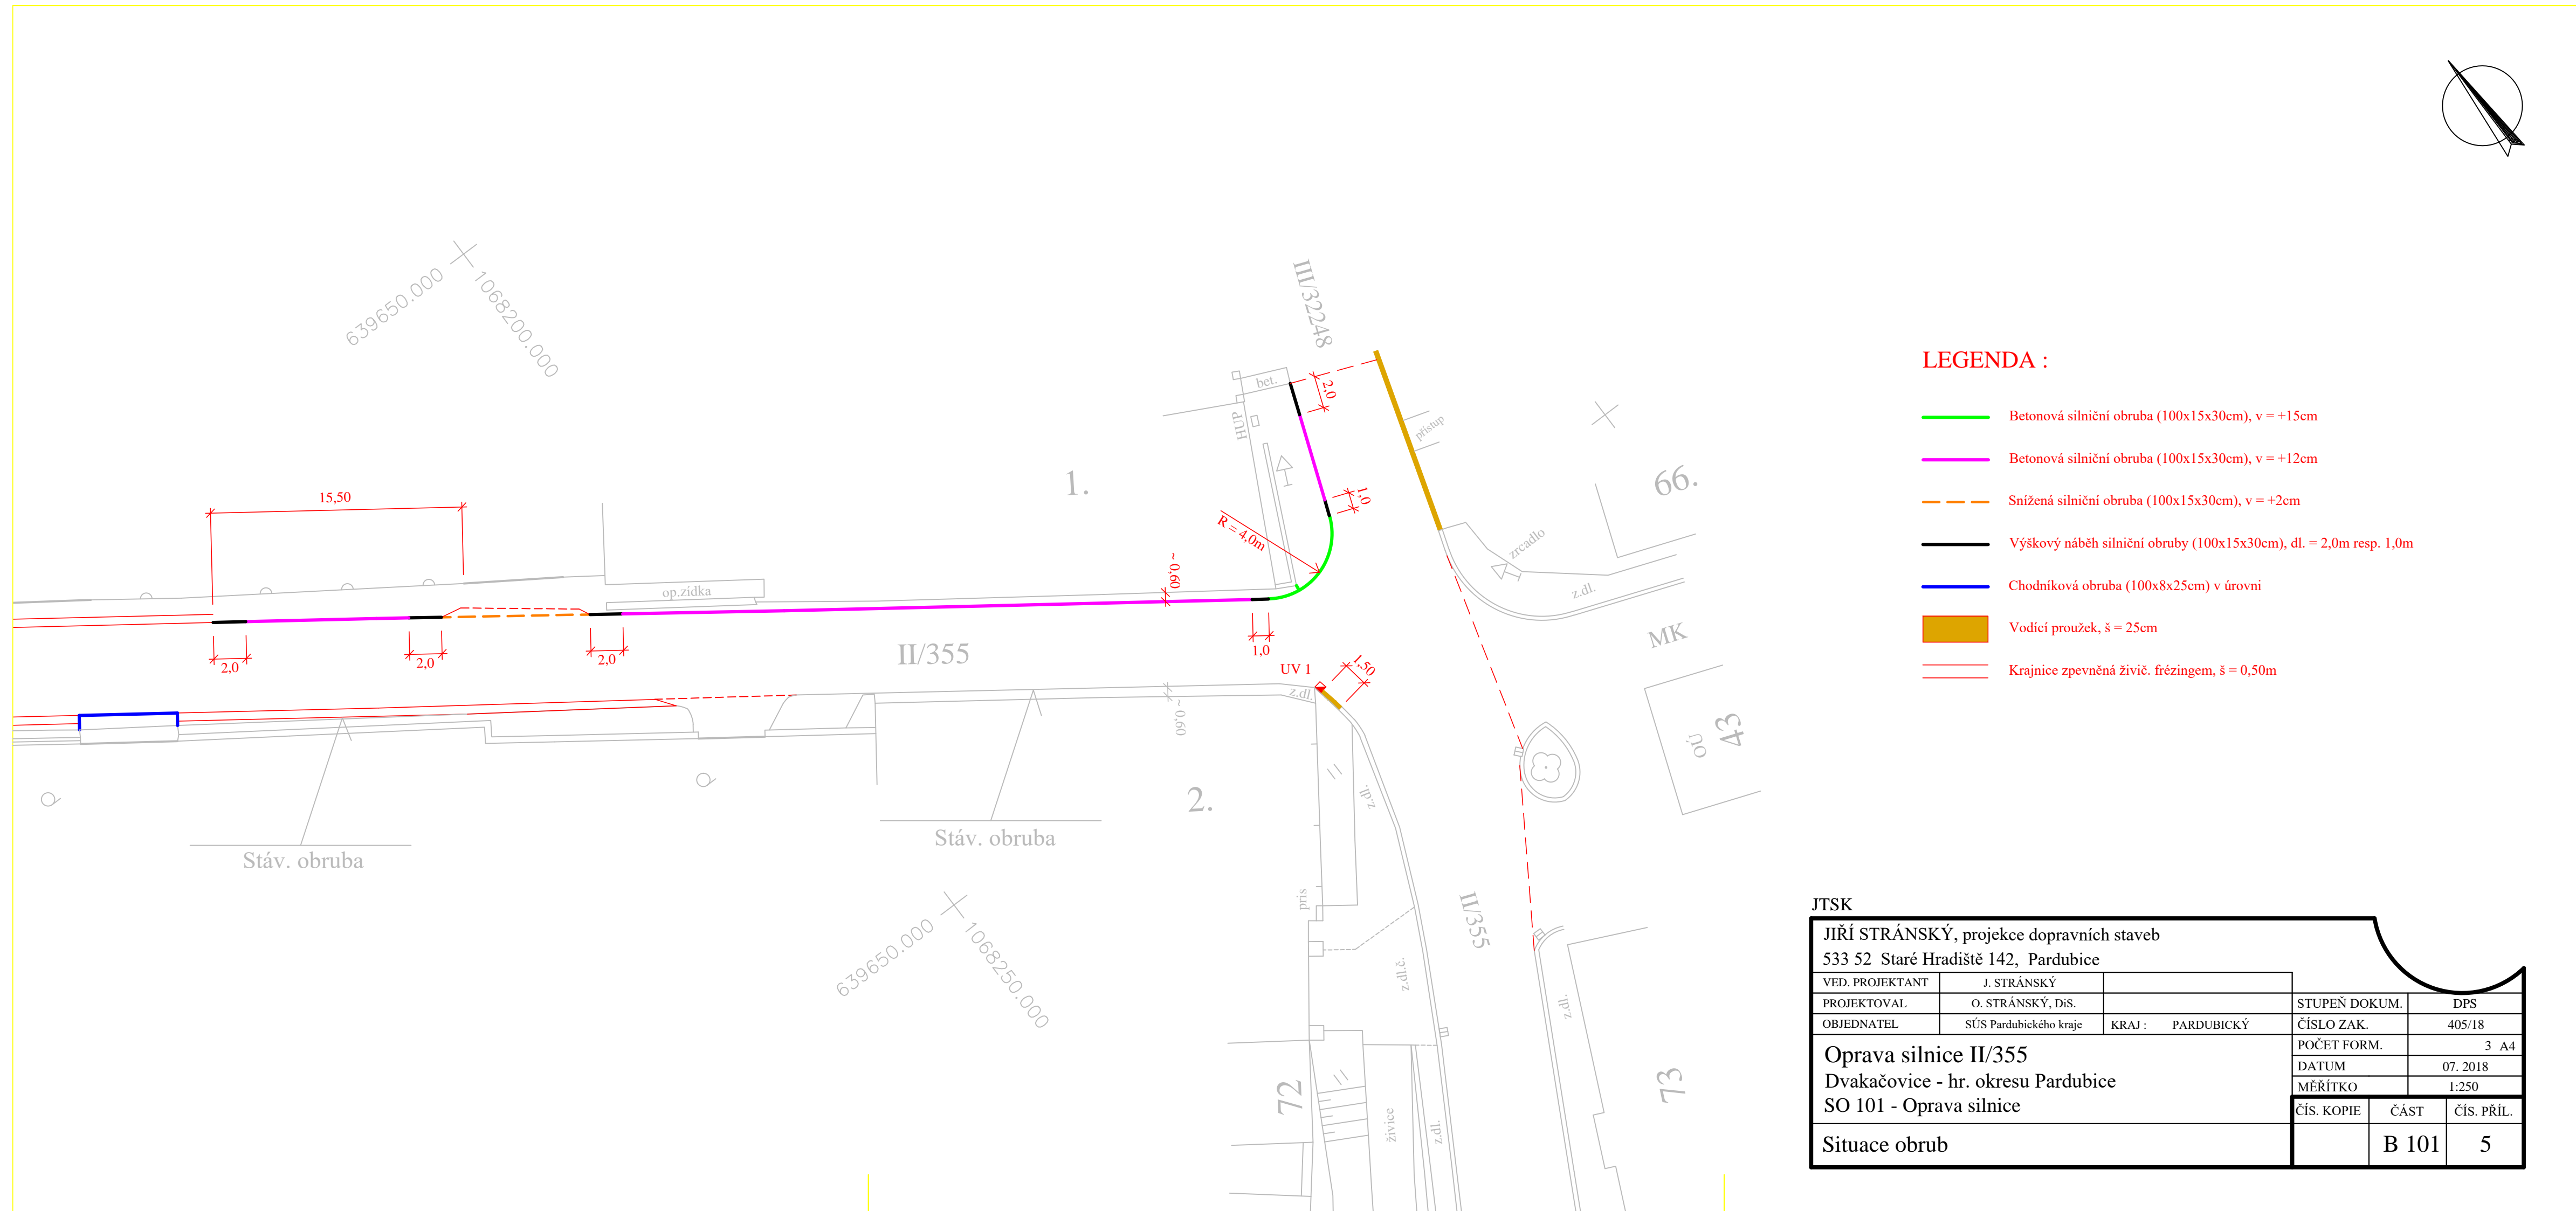 639650.000
1068200.000
III/32248
bet.
2,0
HUP
přístup
1.
66.
15,50
1,0
R = 4,0m
zrcadlo
~ 0,60
op.zídka
z.dl.
2,0
2,0
2,0
II/355
1,0
MK
UV 1
1,50
z.dl.
~ 0,60
OÚ
43
2.
z.dl.
Stáv. obruba
Stáv. obruba
pris
II/355
639650.000
1068250.000
z.dl.č.
z.dl.
72
živice
z.dl.
73
LEGENDA :
Betonová silniční obruba (100x15x30cm), v = +15cm
Betonová silniční obruba (100x15x30cm), v = +12cm
Snížená silniční obruba (100x15x30cm), v = +2cm
Výškový náběh silniční obruby (100x15x30cm), dl. = 2,0m resp. 1,0m
Chodníková obruba (100x8x25cm) v úrovni
Vodící proužek, š = 25cm
Krajnice zpevněná živič. frézingem, š = 0,50m
JTSK
JIŘÍ STRÁNSKÝ, projekce dopravních staveb
533 52 Staré Hradiště 142, Pardubice
VED. PROJEKTANT J. STRÁNSKÝ
PROJEKTOVAL O. STRÁNSKÝ, DiS. STUPEŇ DOKUM. DPS
OBJEDNATEL SÚS Pardubického kraje KRAJ : PARDUBICKÝ ČÍSLO ZAK. 405/18
POČET FORM. 3 A4
Oprava silnice II/355
DATUM 07. 2018
Dvakačovice - hr. okresu Pardubice
MĚŘÍTKO 1:250
SO 101 - Oprava silnice
ČÍS. KOPIE ČÁST ČÍS. PŘÍL.
Situace obrub B 101 5